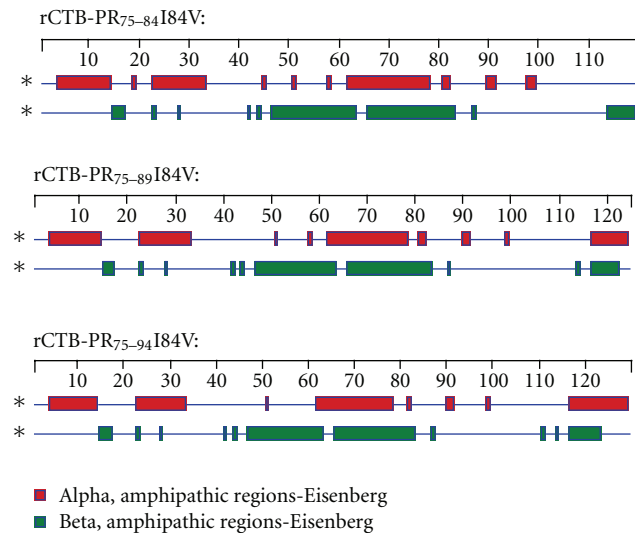 rCTB-PR75–84I84V:
10 20 30 40 50 60 70 80 90 100 110
*
*
rCTB-PR75–89I84V:
10 20 30 40 50 60 70 80 90 100 110 120
*
*
rCTB-PR75–94I84V:
10 20 30 40 50 60 70 80 90 100 110 120
*
*
Alpha, amphipathic regions-Eisenberg
Beta, amphipathic regions-Eisenberg